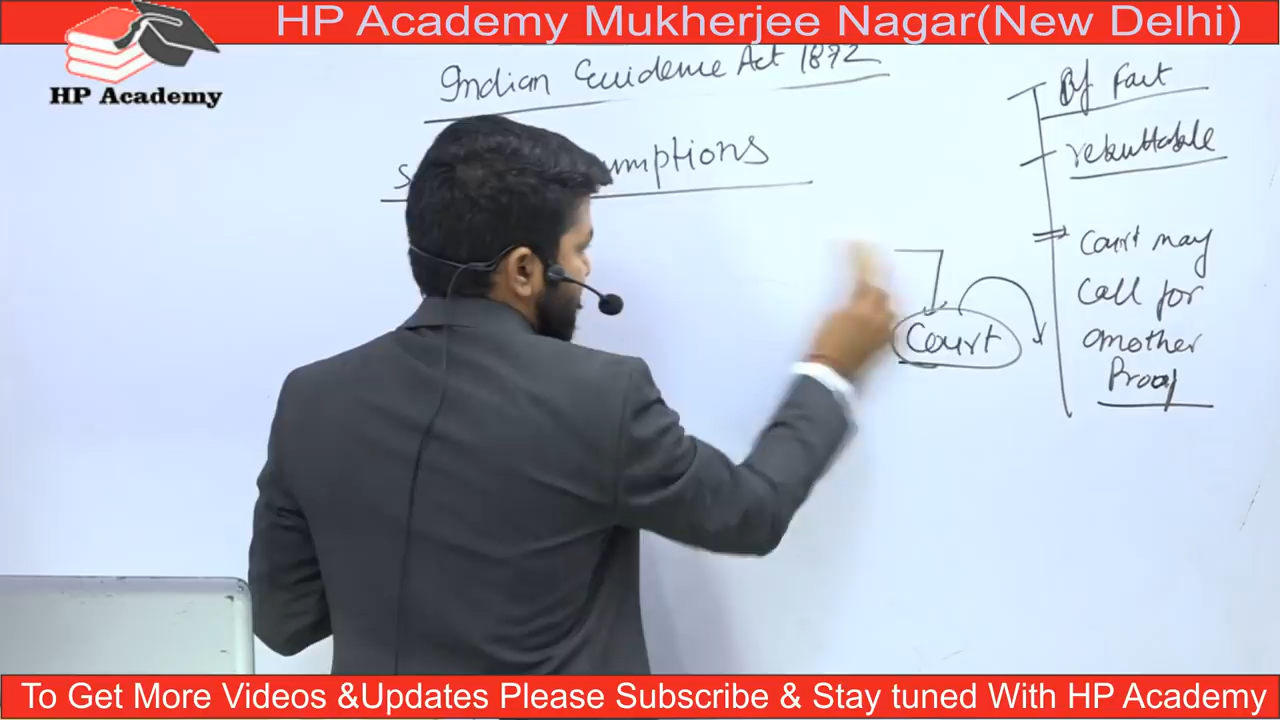 HP Academy Mukherjee Nagar(New Delhi)
HP Academy
Indian Evidence Act 1872
umptions
Court
By Fact
rebuttable
Court may
Call for
another
Proof
To Get More Videos &Updates Please Subscribe & Stay tuned With HP Academy